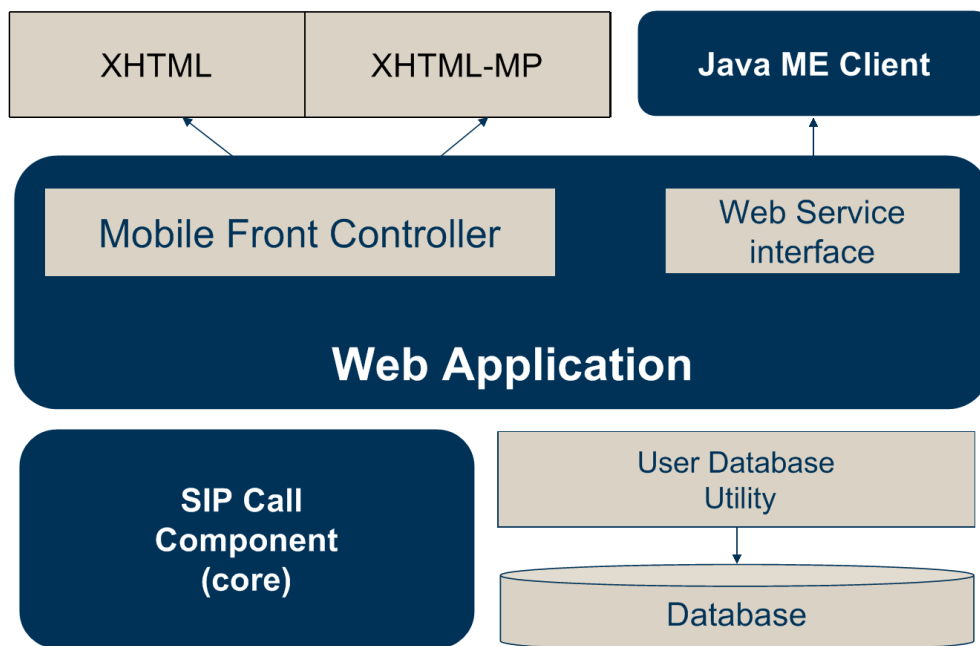 XHTML
XHTML-MP
Java ME Client
Mobile Front Controller
Web Service
interface
Web Application
SIP Call
Component
(core)
User Database
Utility
Database